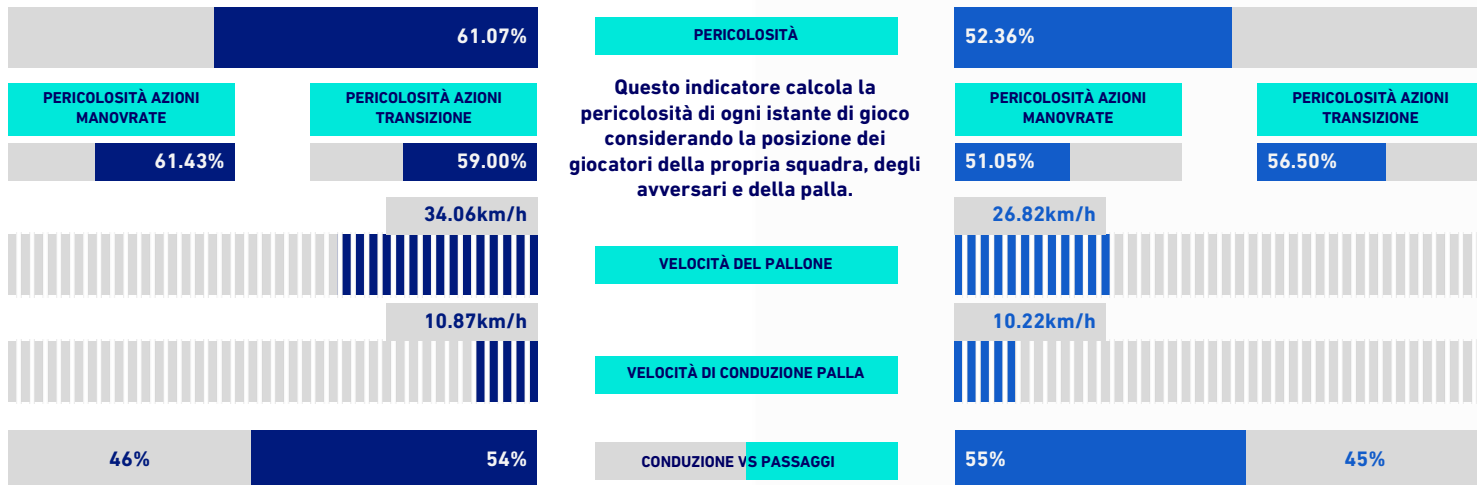 61.07%
PERICOLOSITÀ
52.36%
PERICOLOSITÀ AZIONI
MANOVRATE
PERICOLOSITÀ AZIONI
TRANSIZIONE
61.43%
59.00%
Questo indicatore calcola la
pericolosità di ogni istante di gioco
considerando la posizione dei
giocatori della propria squadra, degli
avversari e della palla.
PERICOLOSITÀ AZIONI
MANOVRATE
PERICOLOSITÀ AZIONI
TRANSIZIONE
51.05%
56.50%
34.06km/h
VELOCITÀ DEL PALLONE
26.82km/h
10.87km/h
VELOCITÀ DI CONDUZIONE PALLA
10.22km/h
46%
54%
CONDUZIONE VS PASSAGGI
55%
45%